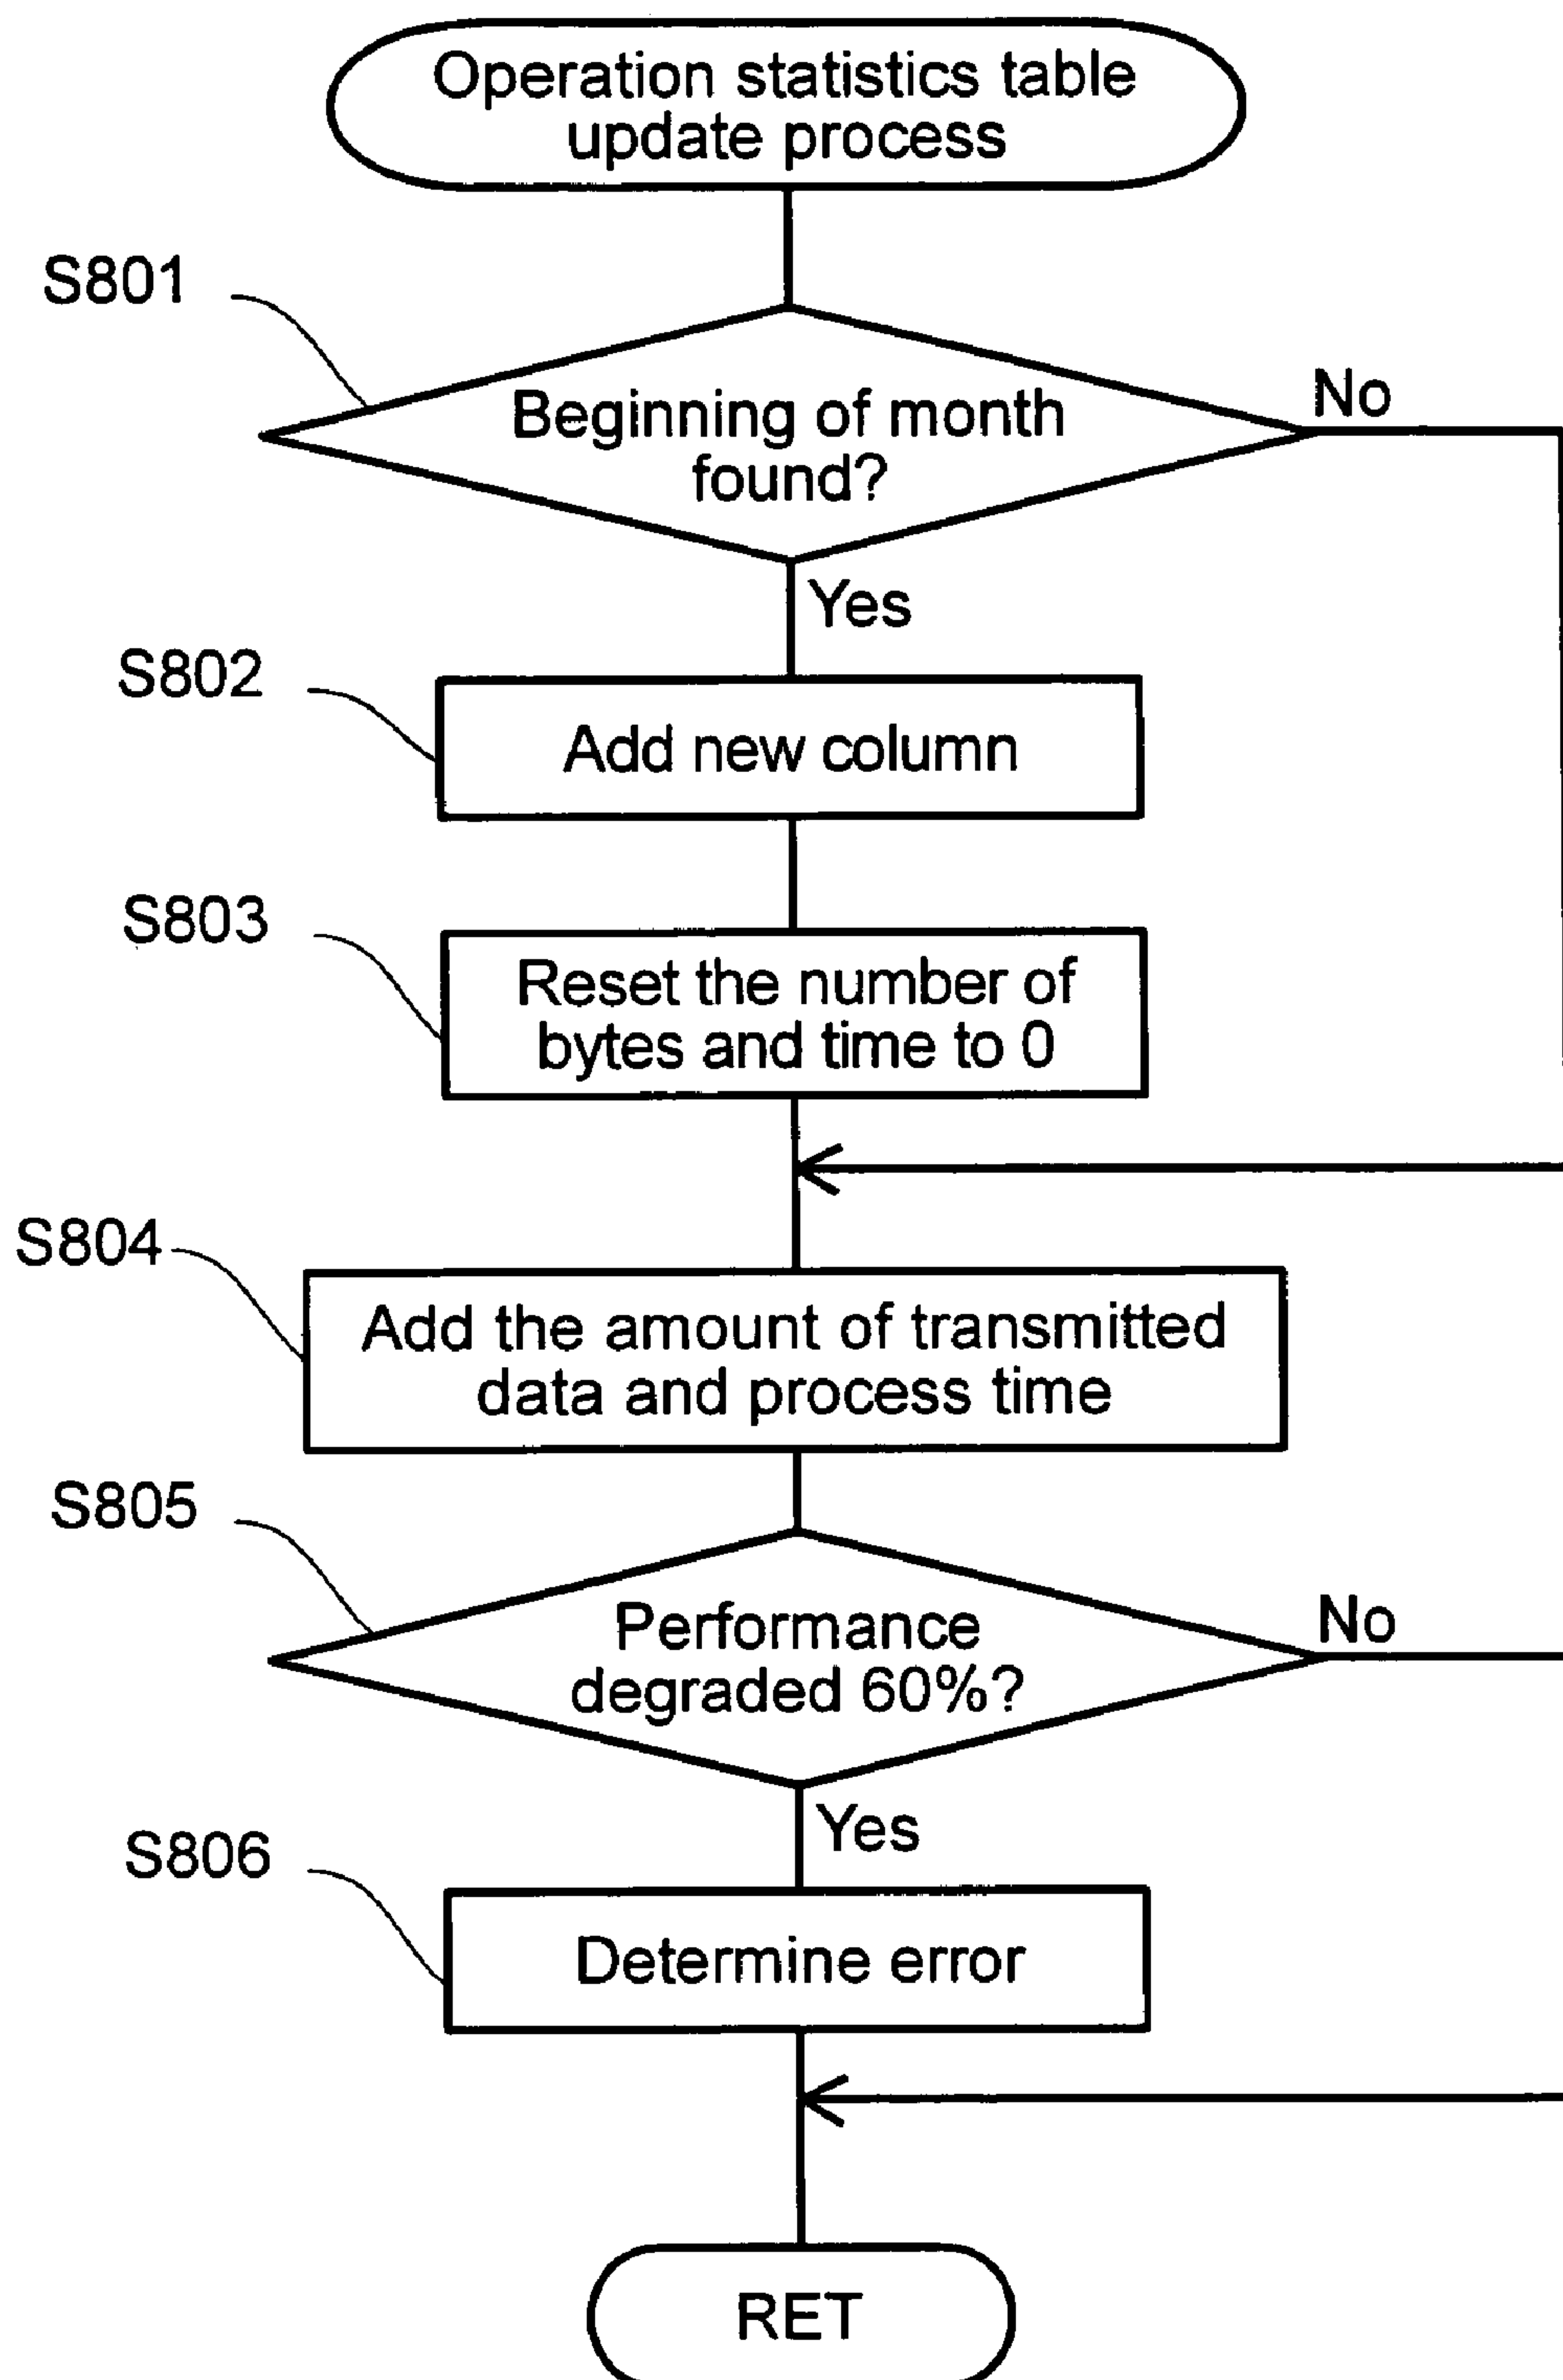 Operation statistics table
update process
S801
Beginning of month
found?
No
Yes
S802
Add new column
S803
Reset the number of
bytes and time to 0
S804
Add the amount of transmitted
data and process time
S805
Performance
degraded 60%?
No
Yes
S806
Determine error
RET